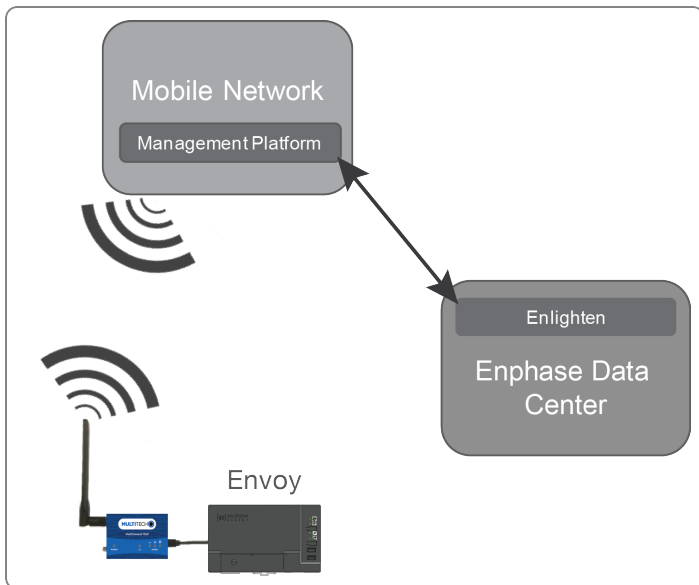 Mobile Network
Management Platform
Enlighten
Enphase Data
Center
Envoy
MULTITECH